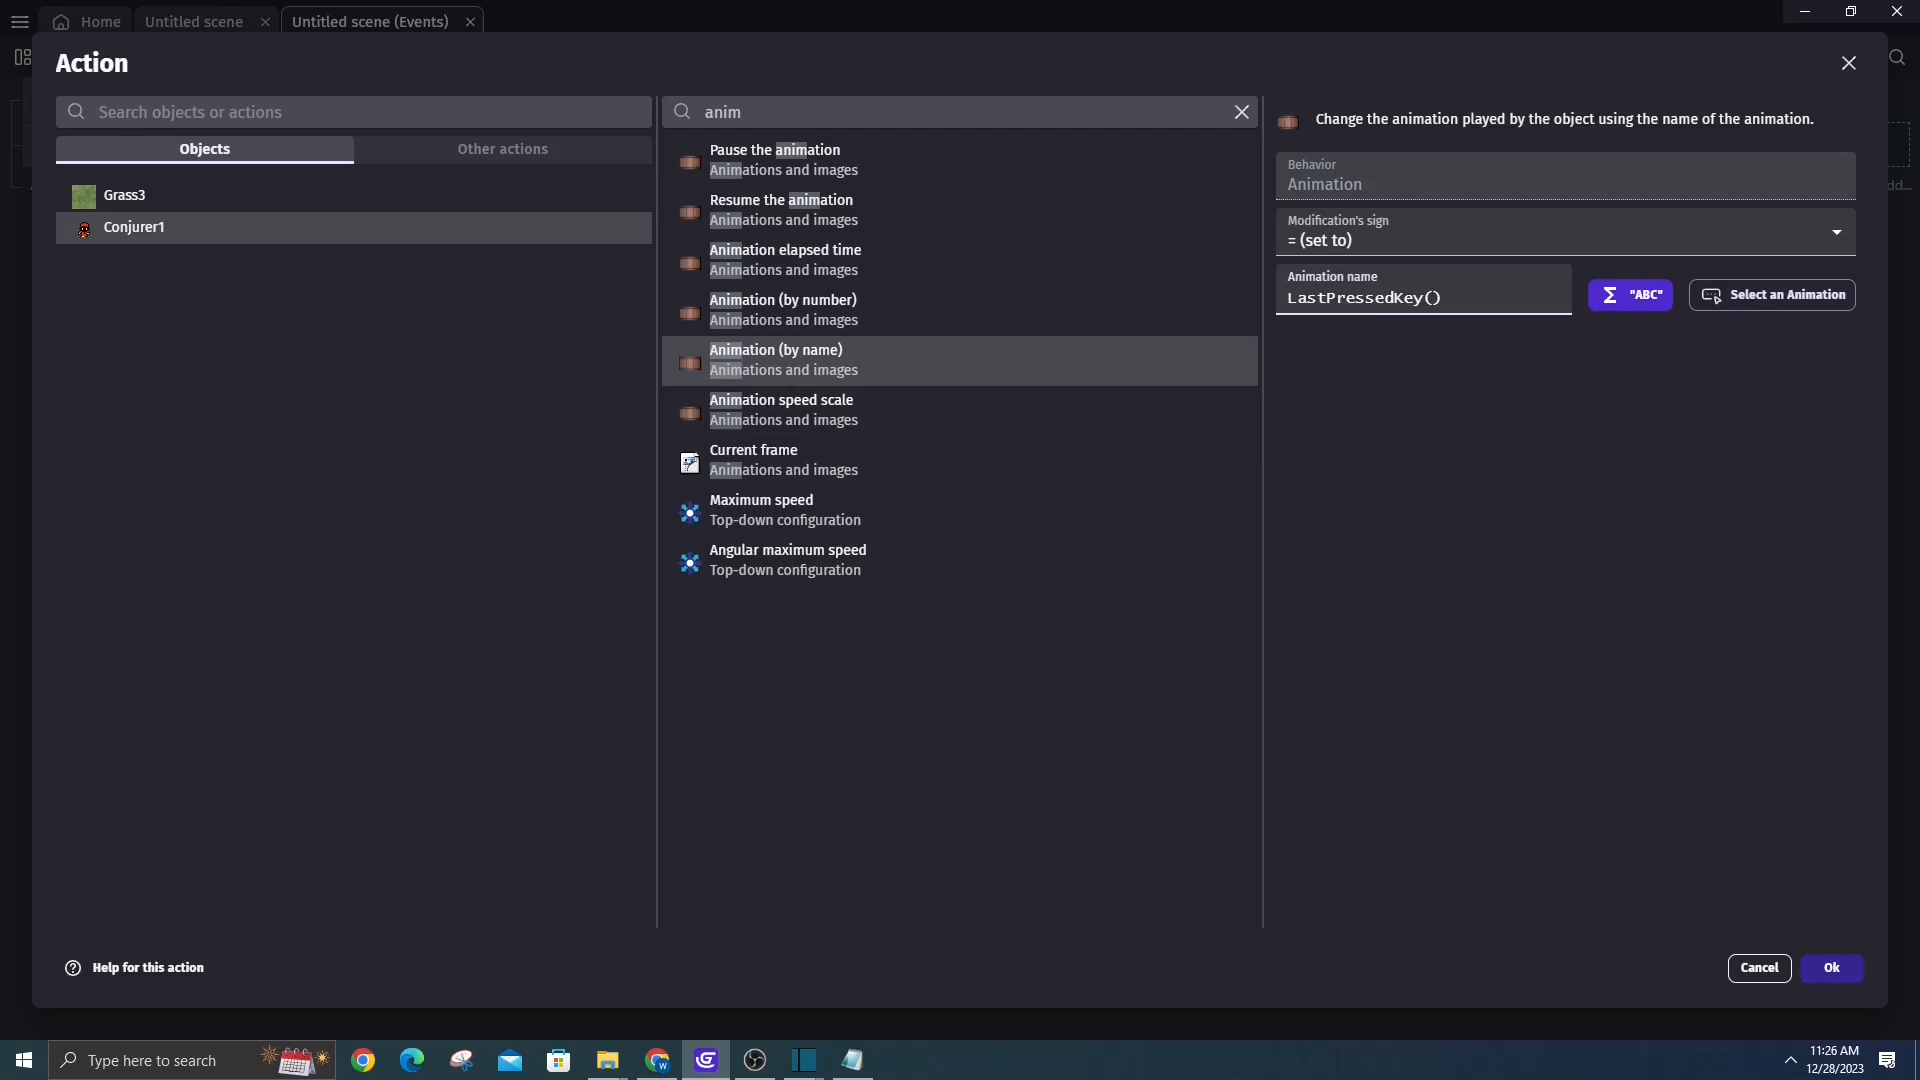 Home
Untitled scene
Untitled scene (Events)
Action
Search objects or actions
Objects
Other actions
Grass3
Conjurer1
anim
Pause the animation
Animations and images
Resume the animation
Animations and images
Animation elapsed time
Animations and images
Animation (by number)
Animations and images
Animation (by name)
Animations and images
Animation speed scale
Animations and images
Current frame
Animations and images
Maximum speed
Top-down configuration
Angular maximum speed
Top-down configuration
Change the animation played by the object using the name of the animation.
Behavior
Animation
Modification's sign
= (set to)
Animation name
LastPressedKey()
Σ "ABC"
Select an Animation
dd...
Help for this action
Cancel
Ok
Type here to search
11:26 AM
12/28/2023